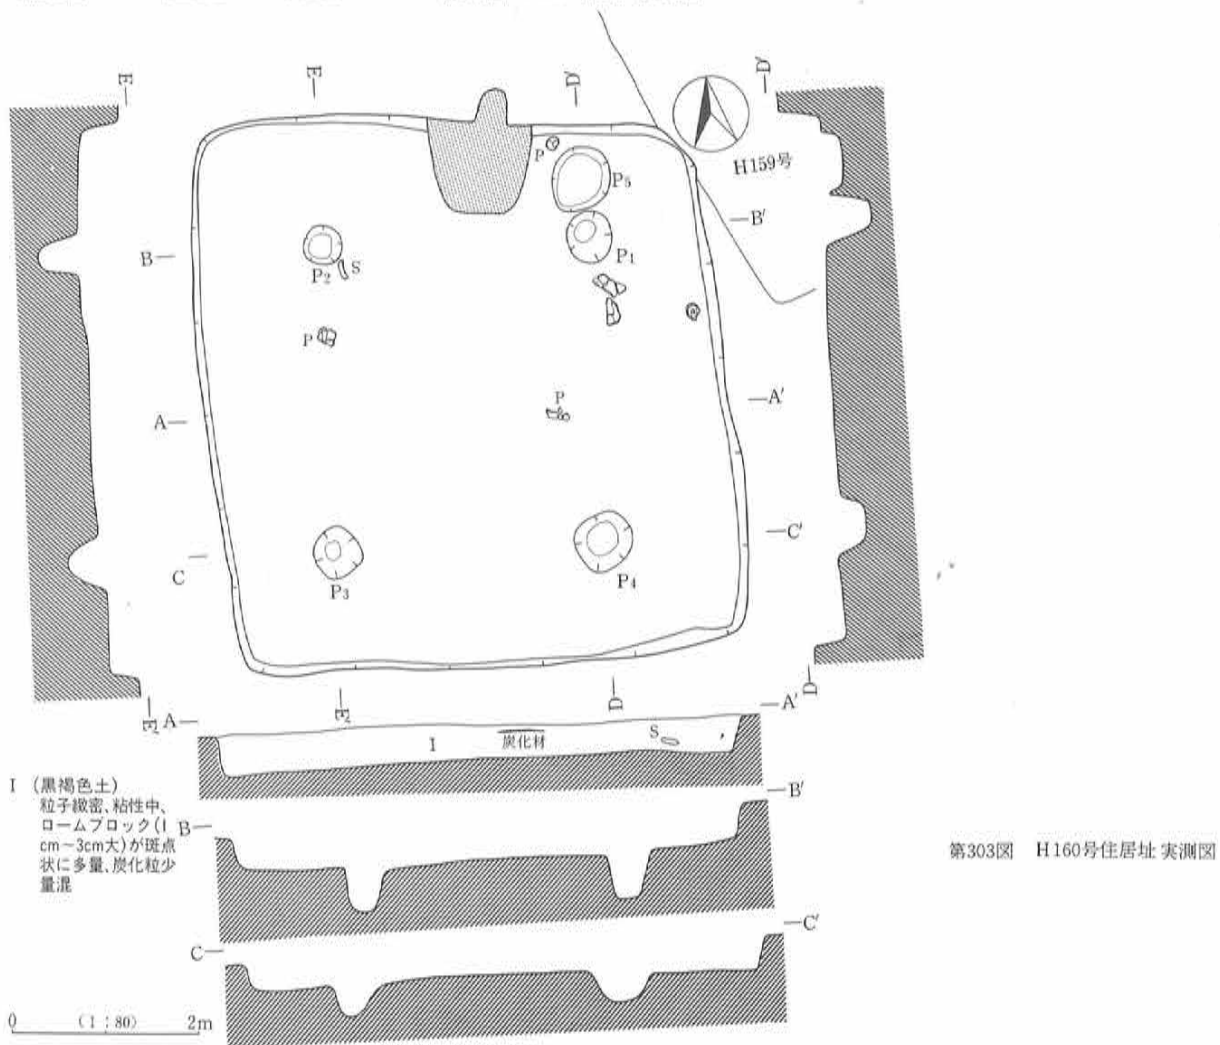 E
E
D′
D′
H159号
P
P5
B′
P1
B
P2
S
P
A′
P
A
C′
C
P3
P4
E′
E′
D
D
A
A′
I
炭化材
S
I (黒褐色土)
粒子緻密、粘性中、
ロームブロック(1
cm~3cm大)が斑点
状に多量、炭化粒少
量混
B
B′
第303図 H160号住居址実測図
C
C′
0 (1:80) 2m